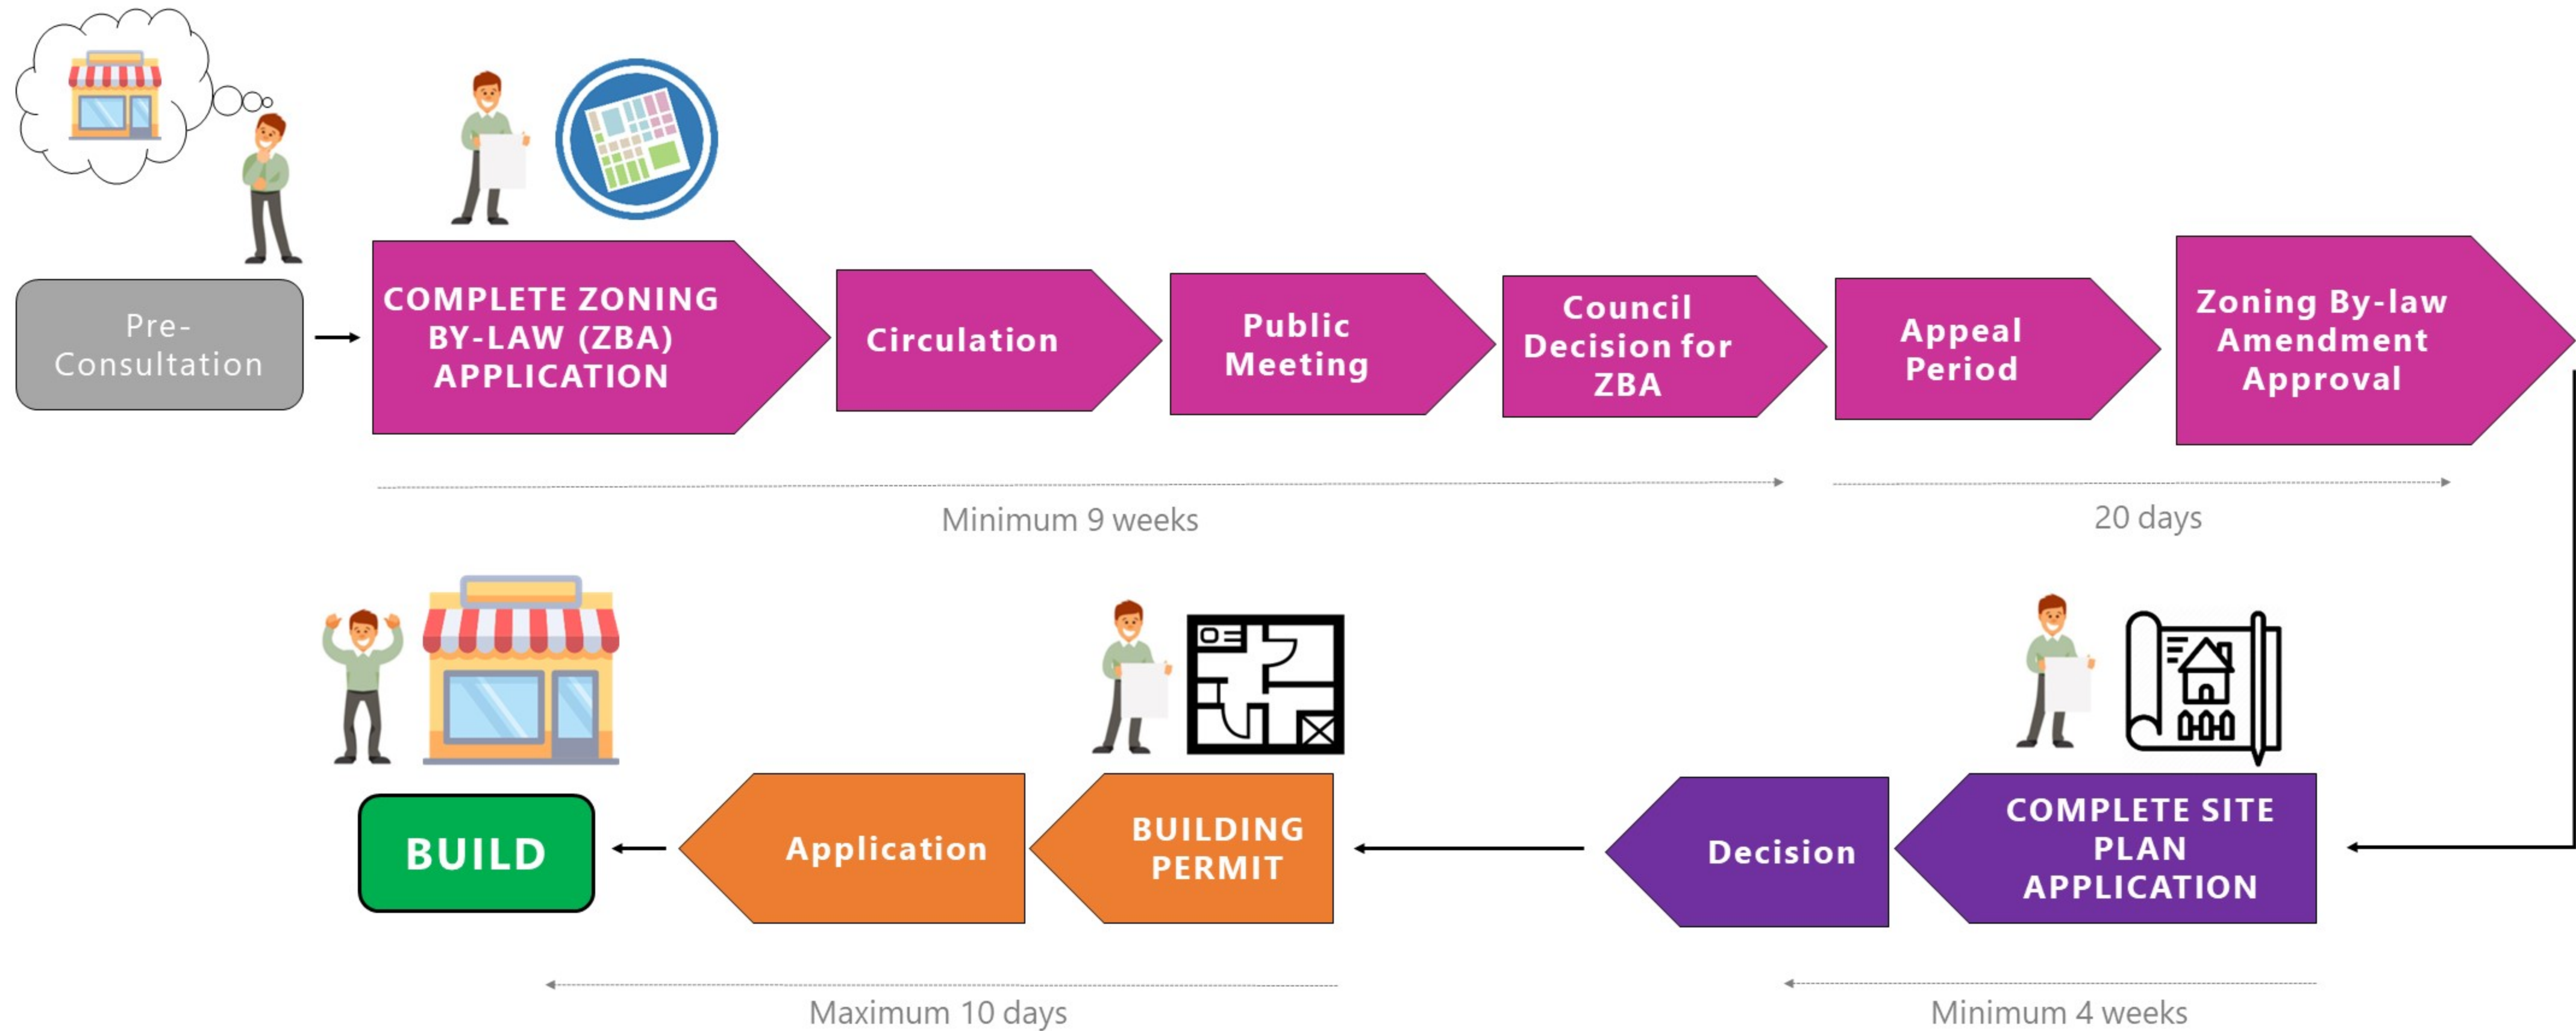 Pre-
Consultation
COMPLETE ZONING
BY-LAW (ZBA)
APPLICATION
Circulation
Public
Meeting
Council
Decision for
ZBA
Appeal
Period
Zoning By-law
Amendment
Approval
Minimum 9 weeks
20 days
COMPLETE SITE
PLAN
APPLICATION
Decision
BUILDING
PERMIT
Application
BUILD
Minimum 4 weeks
Maximum 10 days